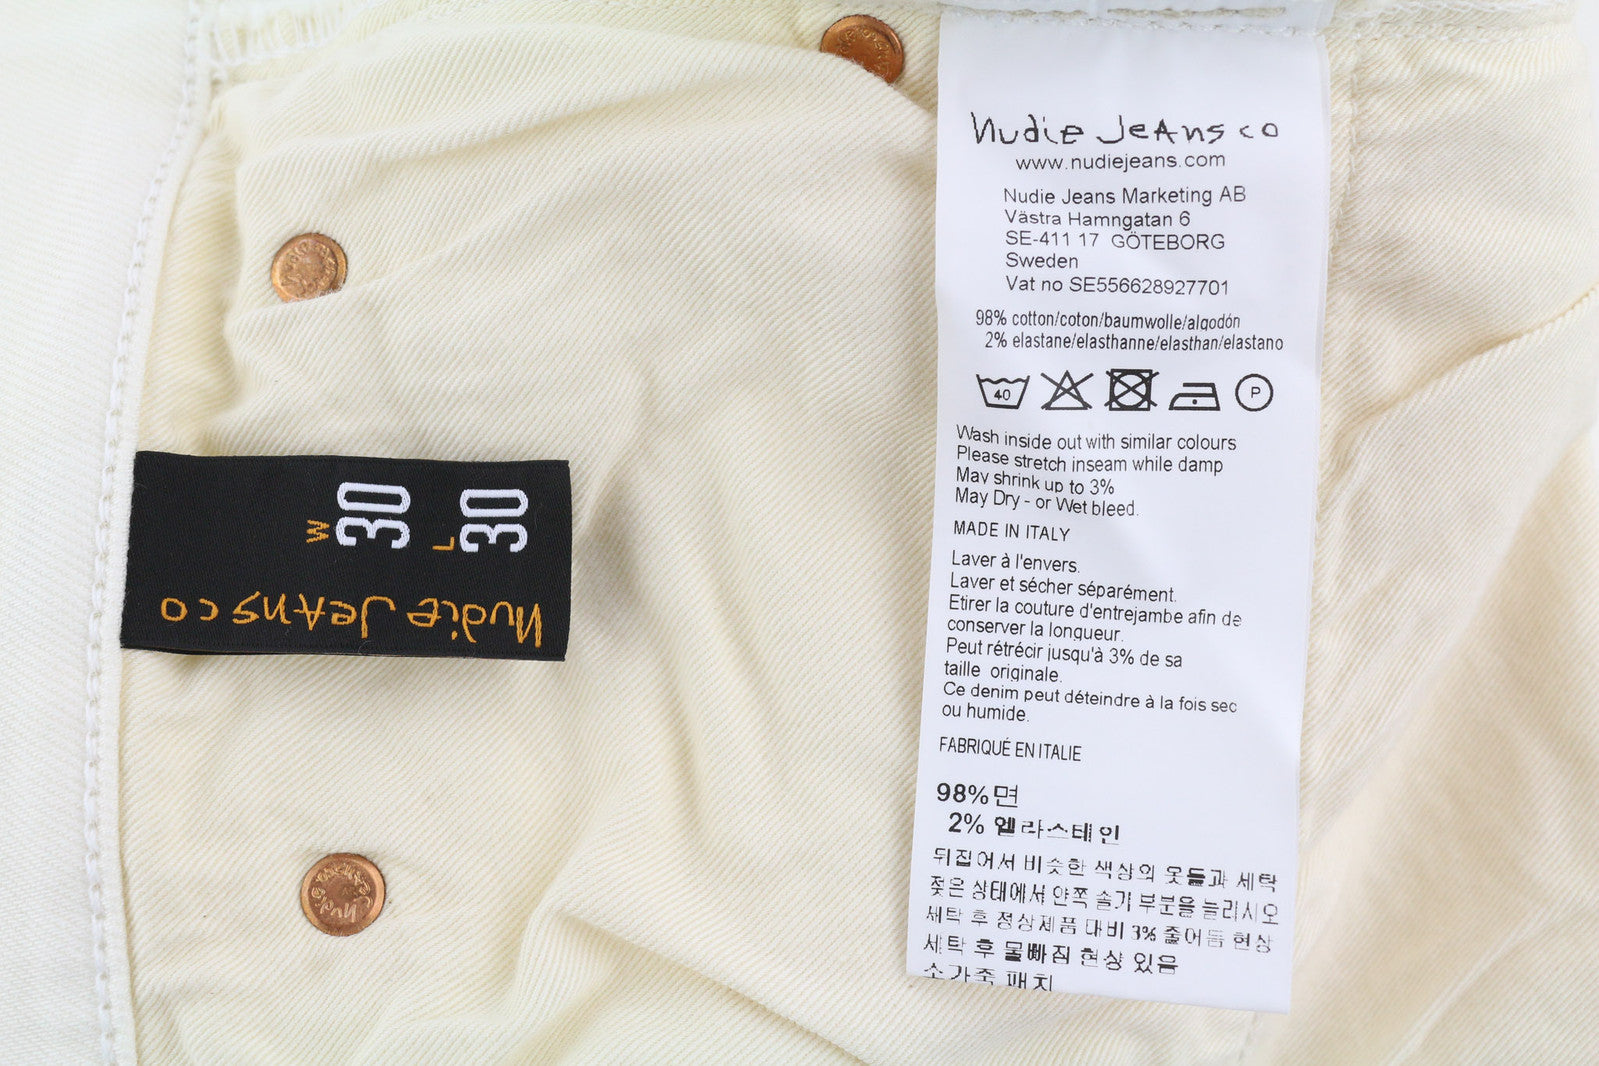 Nudie Jeans co
www.nudiejeans.com
Nudie Jeans Marketing AB
Västra Hamngatan 6
SE-411 17 GÖTEBORG
Sweden
Vat no SE556628927701
98% cotton/coton/baumwolle/algodón
2% elastane/elasthanne/elasthan/elastano
40
P
Wash inside out with similar colours
Please stretch inseam while damp
May shrink up to 3%
May Dry - or Wet bleed.
MADE IN ITALY
Laver à l'envers.
Laver et sécher séparément.
Etirer la couture d'entrejambe afin de
conserver la longueur.
Peut rétrécir jusqu'à 3% de sa
taille originale.
Ce denim peut déteindre à la fois sec
ou humide.
FABRIQUÉ EN ITALIE
98%면
2% 엘라스테인
뒤집어서 비슷한 색상의 옷들과 세탁
젖은 상태에서 안쪽 솔기 부분을 늘리시오
세탁 후 정상제품 대비 3% 줄어듬 현상
세탁 후 물빠짐 현상 있음
소가죽 패치
W
30
L
30
Nudie Jeans co